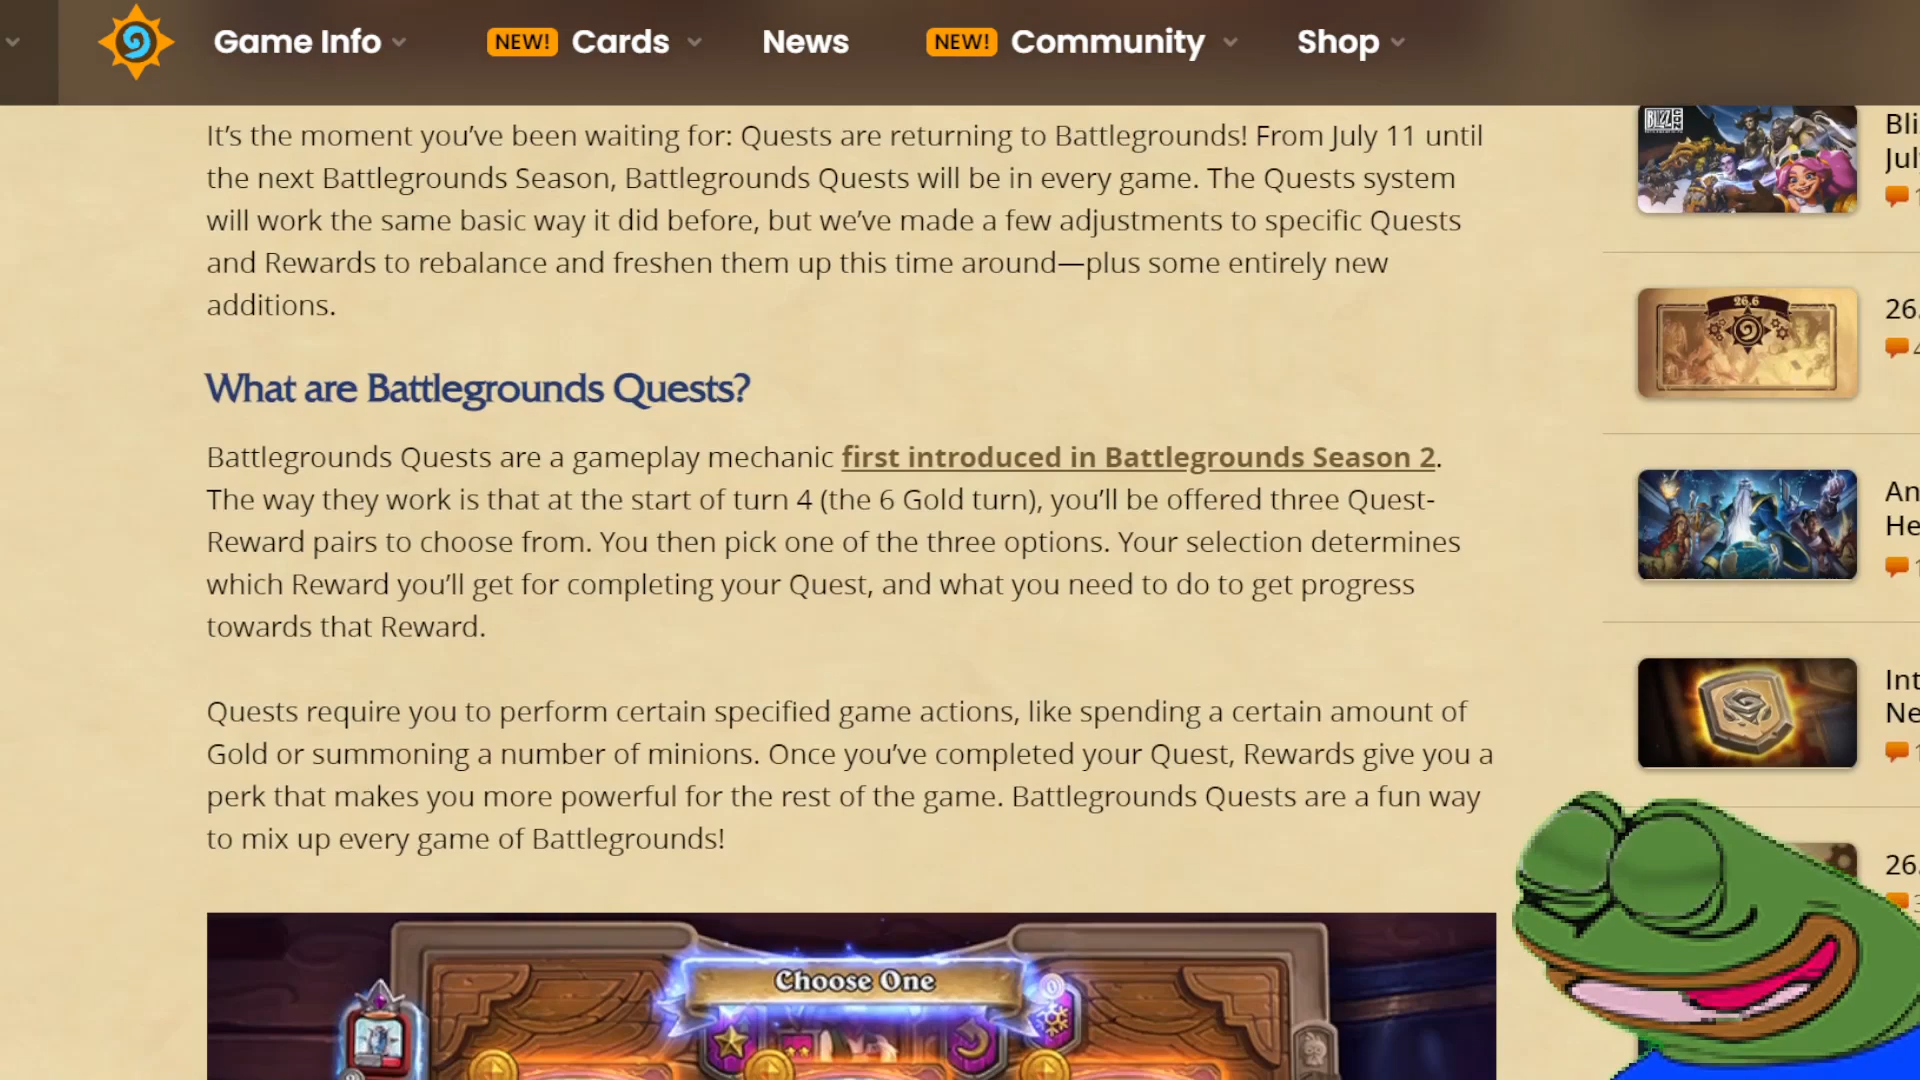 Game Info
NEW! Cards
News
NEW! Community
Shop
It's the moment you've been waiting for: Quests are returning to Battlegrounds! From July 11 until
the next Battlegrounds Season, Battlegrounds Quests will be in every game. The Quests system
will work the same basic way it did before, but we've made a few adjustments to specific Quests
and Rewards to rebalance and freshen them up this time around—plus some entirely new
additions.
What are Battlegrounds Quests?
Battlegrounds Quests are a gameplay mechanic first introduced in Battlegrounds Season 2.
The way they work is that at the start of turn 4 (the 6 Gold turn), you'll be offered three Quest-
Reward pairs to choose from. You then pick one of the three options. Your selection determines
which Reward you'll get for completing your Quest, and what you need to do to get progress
towards that Reward.
Quests require you to perform certain specified game actions, like spending a certain amount of
Gold or summoning a number of minions. Once you've completed your Quest, Rewards give you a
perk that makes you more powerful for the rest of the game. Battlegrounds Quests are a fun way
to mix up every game of Battlegrounds!
Choose One
0
BLIZZ
CON
Bli
Jul
26.6
26.
An
He
Int
Ne
26.